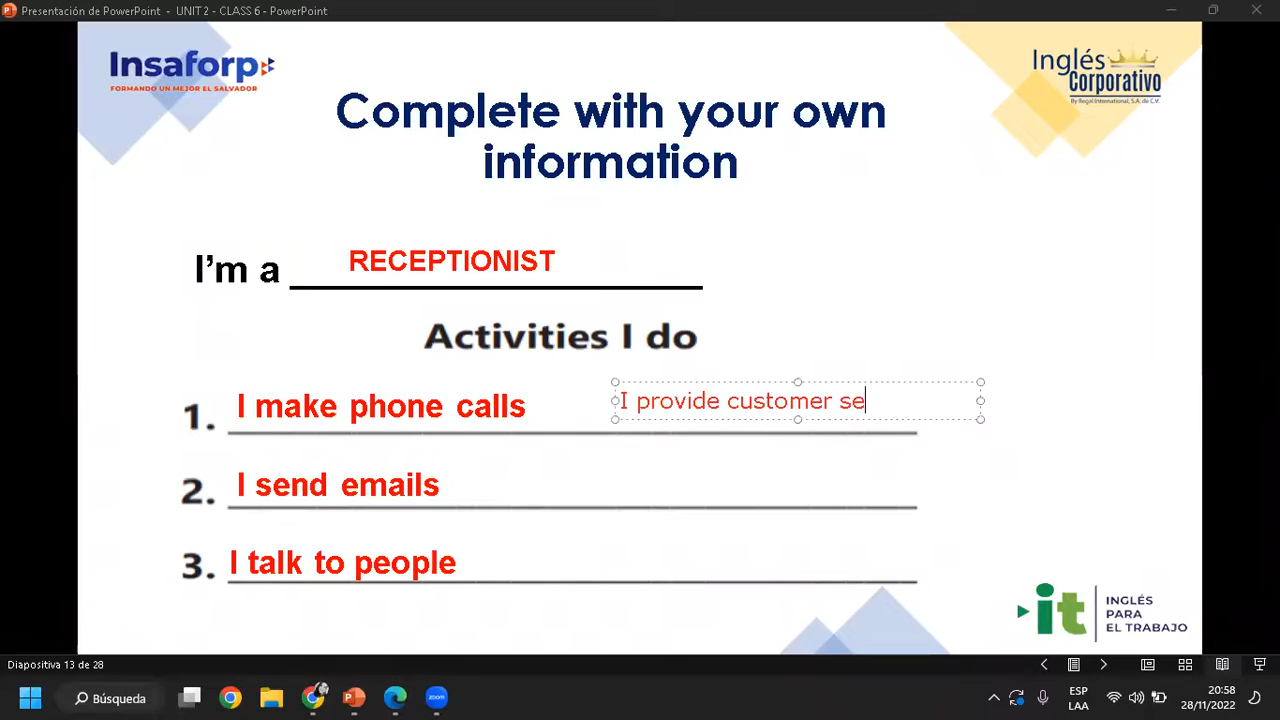 Presentación de PowerPoint - UNIT 2 - CLASS 6 - PowerPoint
Insaforp
FORMANDO UN MEJOR EL SALVADOR
Inglés
Corporativo
By Regal International, S.A. de C.V.
Complete with your own
information
I'm a RECEPTIONIST
Activities I do
1. I make phone calls I provide customer se
2. I send emails
3. I talk to people
it INGLÉS
PARA
EL TRABAJO
Diapositiva 13 de 28
Búsqueda
zoom
ESP
LAA
20:58
28/11/2022